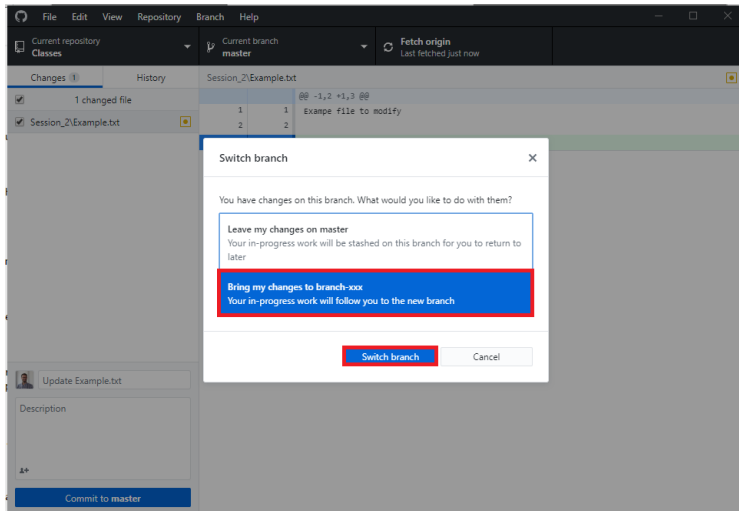 File Edit View Repository Branch Help
Current repository
Classes
Current branch
master
Fetch origin
Last fetched just now
Changes 1 History
Session_2\Example.txt
1 changed file
@@ -1,2 +1,3 @@
Session_2\Example.txt
1 1 Exampe file to modify
2 2
Switch branch
You have changes on this branch. What would you like to do with them?
Leave my changes on master
Your in-progress work will be stashed on this branch for you to return to
later
Bring my changes to branch-xxx
Your in-progress work will follow you to the new branch
Switch branch Cancel
Update Example.txt
Description
Commit to master